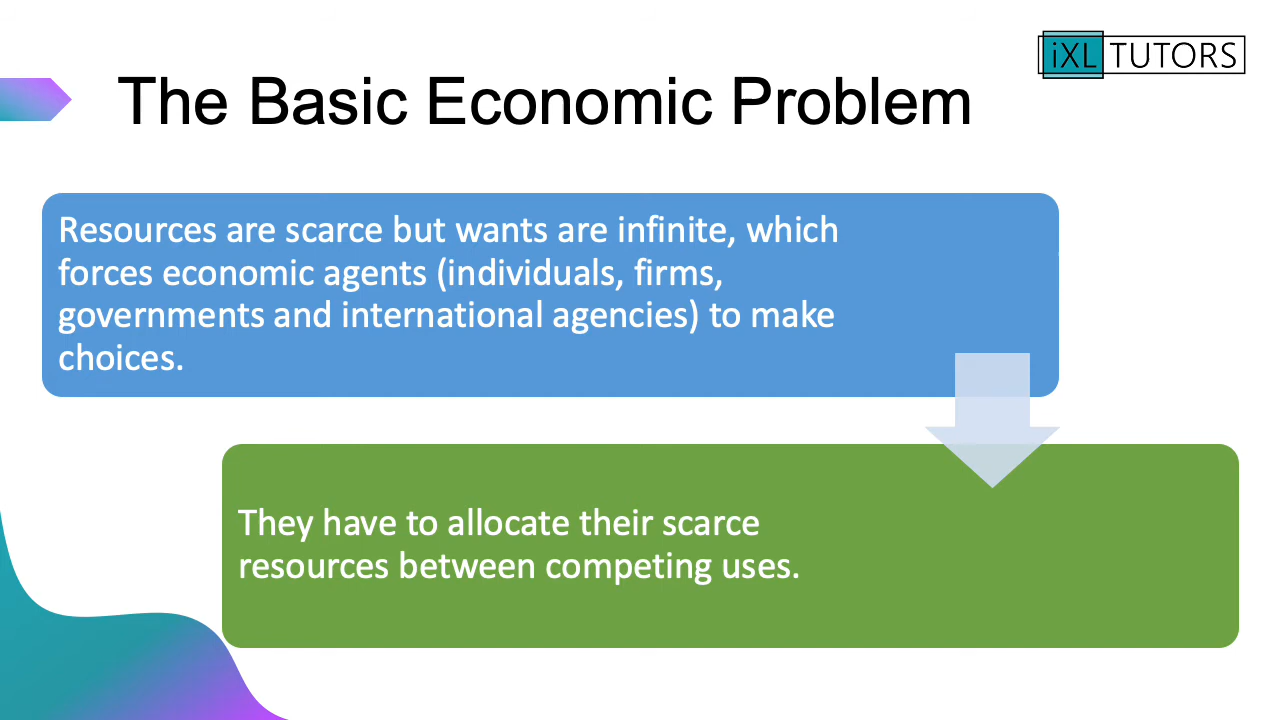 iXL TUTORS
The Basic Economic Problem
Resources are scarce but wants are infinite, which
forces economic agents (individuals, firms,
governments and international agencies) to make
choices.
They have to allocate their scarce
resources between competing uses.